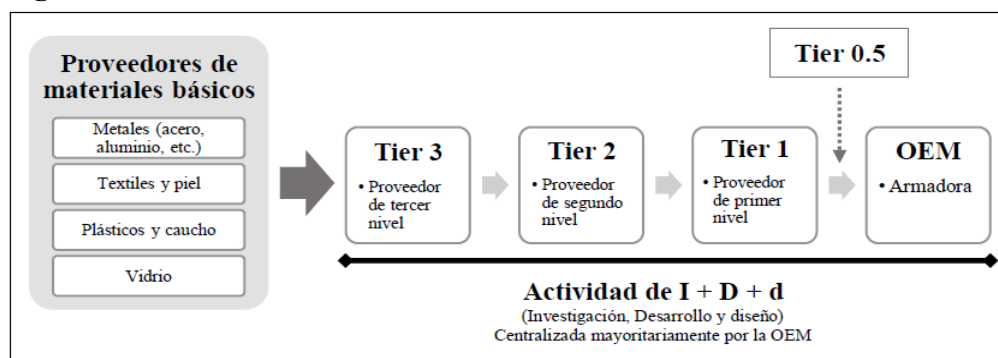 Proveedores de
materiales básicos
Metales (acero,
aluminio, etc.)
Textiles y piel
Plásticos y caucho
Vidrio
Tier 3
• Proveedor
de tercer
nivel
Tier 2
• Proveedor
de segundo
nivel
Tier 1
• Proveedor
de primer
nivel
Tier 0.5
OEM
• Armadora
Actividad de I + D + d
(Investigación, Desarrollo y diseño)
Centralizada mayoritariamente por la OEM